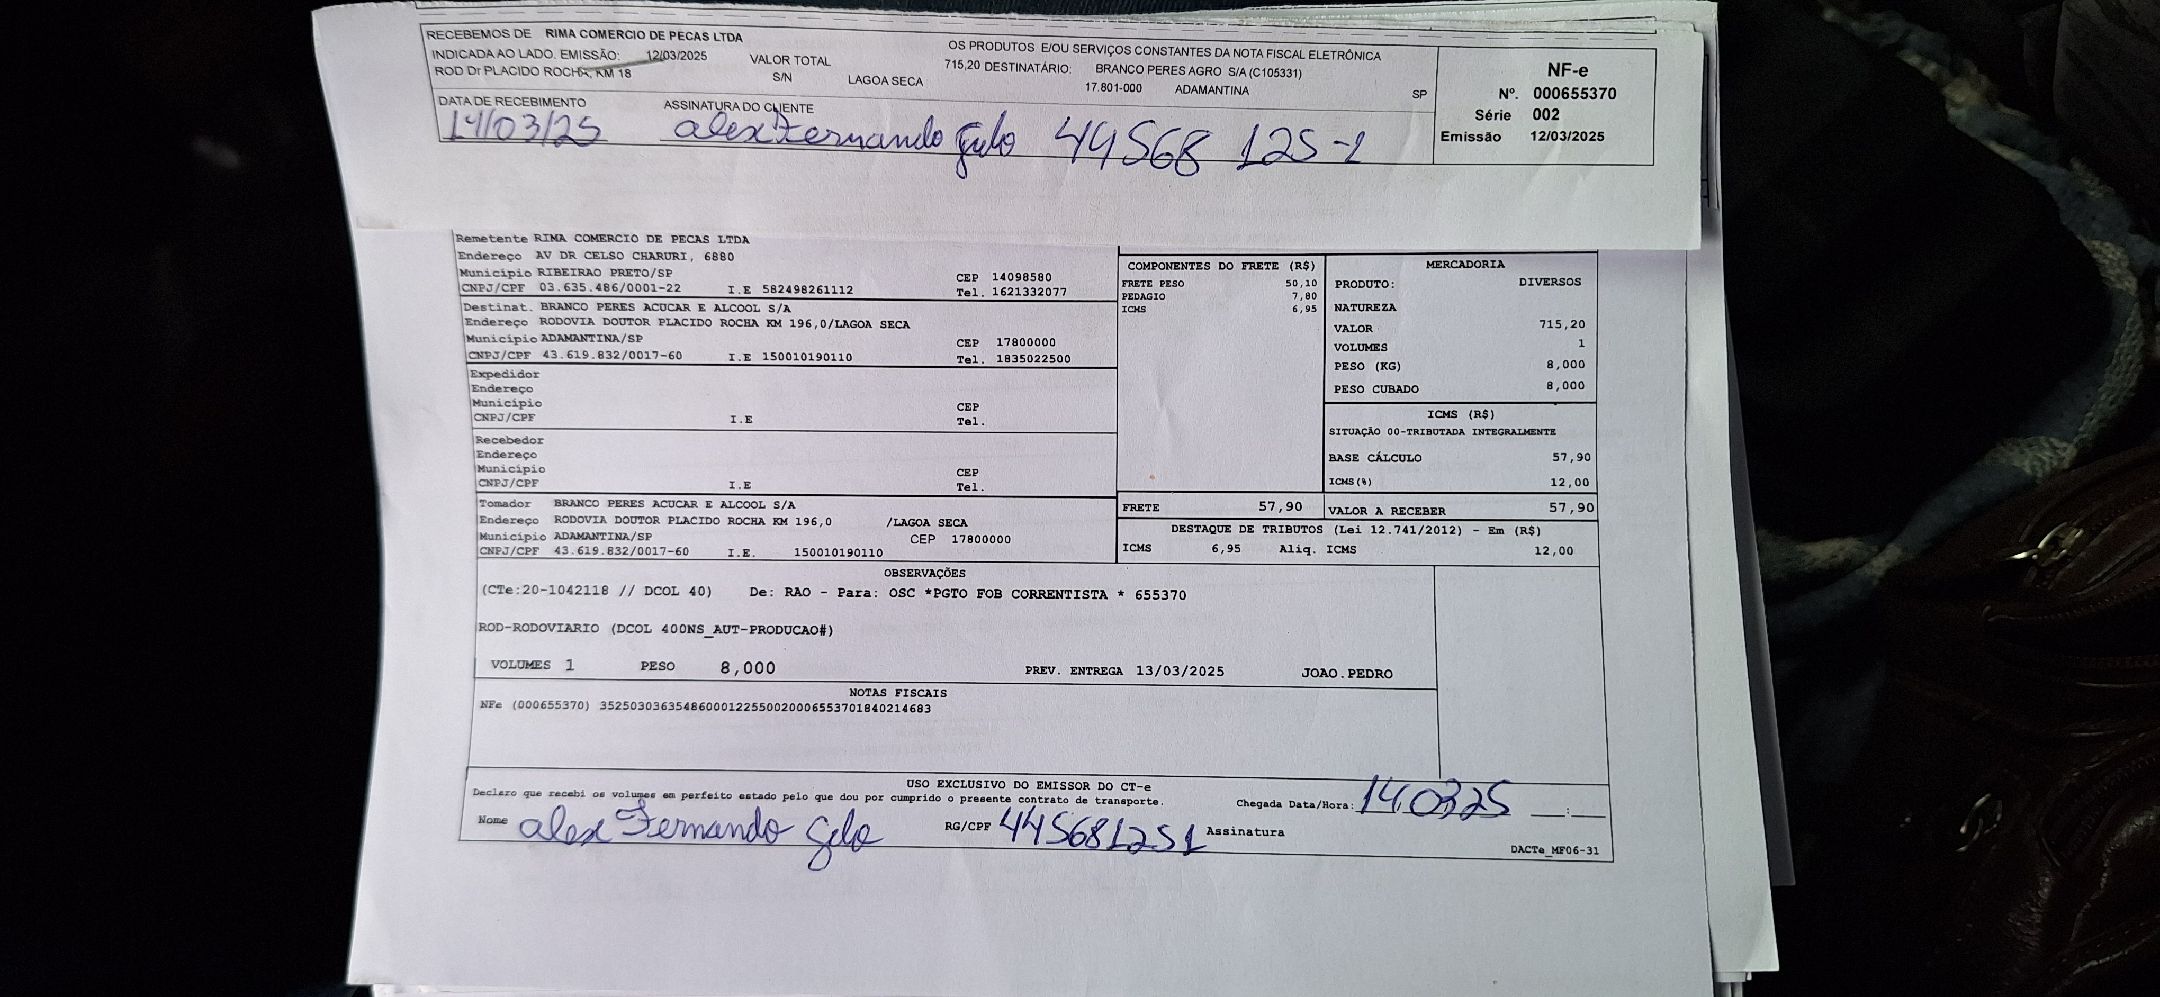 RECEBEMOS DE RIMA COMERCIO DE PECAS LTDA OS PRODUTOS E/OU SERVIÇOS CONSTANTES DA NOTA FISCAL ELETRÔNICA
INDICADA AO LADO. EMISSÃO: 12/03/2025 VALOR TOTAL 715,20 DESTINATÁRIO: BRANCO PERES AGRO S/A (C105331)
ROD Dr PLACIDO ROCHA, KM 18 S/N LAGOA SECA 17.801-000 ADAMANTINA SP
DATA DE RECEBIMENTO ASSINATURA DO CLIENTE
14/03/25 alex Fernando 44568 125-1
NF-e
Nº. 000655370
Série 002
Emissão 12/03/2025
Remetente RIMA COMERCIO DE PECAS LTDA
Endereço AV DR CELSO CHARURI, 6880
Município RIBEIRAO PRETO/SP CEP 14098580
CNPJ/CPF 03.635.486/0001-22 I.E 582498261112 Tel. 1621332077
Destinat. BRANCO PERES ACUCAR E ALCOOL S/A
Endereço RODOVIA DOUTOR PLACIDO ROCHA KM 196,0/LAGOA SECA
Município ADAMANTINA/SP CEP 17800000
CNPJ/CPF 43.619.832/0017-60 I.E 150010190110 Tel. 1835022500
Expedidor
Endereço
Município CEP
CNPJ/CPF I.E Tel.
Recebedor
Endereço
Município CEP
CNPJ/CPF I.E Tel.
Tomador BRANCO PERES ACUCAR E ALCOOL S/A
Endereço RODOVIA DOUTOR PLACIDO ROCHA KM 196,0 /LAGOA SECA
Município ADAMANTINA/SP CEP 17800000
CNPJ/CPF 43.619.832/0017-60 I.E. 150010190110
COMPONENTES DO FRETE (R$)
FRETE PESO 50,10
PEDAGIO 7,80
ICMS 6,95
MERCADORIA
PRODUTO: DIVERSOS
NATUREZA
VALOR 715,20
VOLUMES 1
PESO (KG) 8,000
PESO CUBADO 8,000
ICMS (R$)
SITUAÇÃO 00-TRIBUTADA INTEGRALMENTE
BASE CÁLCULO 57,90
ICMS(%) 12,00
FRETE 57,90 VALOR A RECEBER 57,90
DESTAQUE DE TRIBUTOS (Lei 12.741/2012) - Em (R$)
ICMS 6,95 Aliq. ICMS 12,00
OBSERVAÇÕES
(CTe:20-1042118 // DCOL 40) De: RAO - Para: OSC *PGTO FOB CORRENTISTA * 655370
ROD-RODOVIARIO (DCOL 400NS_AUT-PRODUCAO#)
VOLUMES 1 PESO 8,000 PREV. ENTREGA 13/03/2025 JOAO.PEDRO
NOTAS FISCAIS
NFe (000655370) 35250303635486000122550020006553701840214683
USO EXCLUSIVO DO EMISSOR DO CT-e
Declaro que recebi os volumes em perfeito estado pelo que dou por cumprido o presente contrato de transporte. Chegada Data/Hora: 140325 __:__
Nome alex Fernando RG/CPF 445681251 Assinatura
DACTe_MF06-31